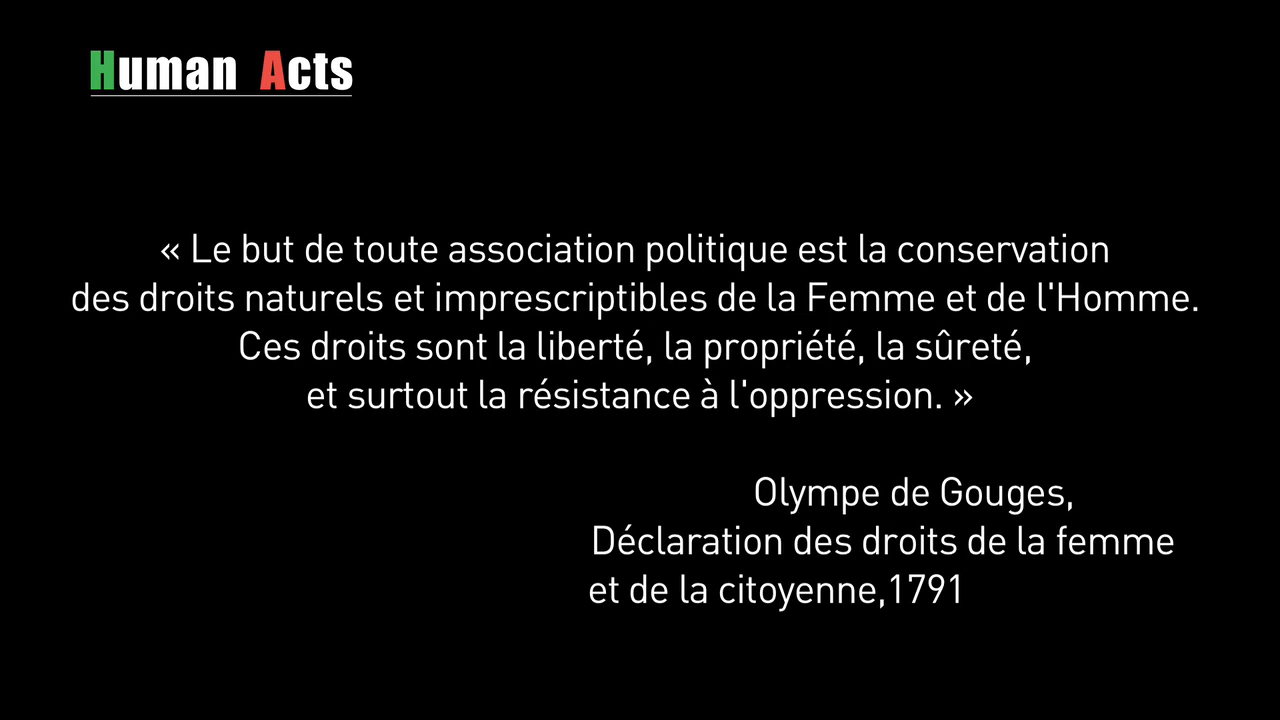 Human Acts
« Le but de toute association politique est la conservation
des droits naturels et imprescriptibles de la Femme et de l'Homme.
Ces droits sont la liberté, la propriété, la sûreté,
et surtout la résistance à l'oppression. »
Olympe de Gouges,
Déclaration des droits de la femme
et de la citoyenne,1791